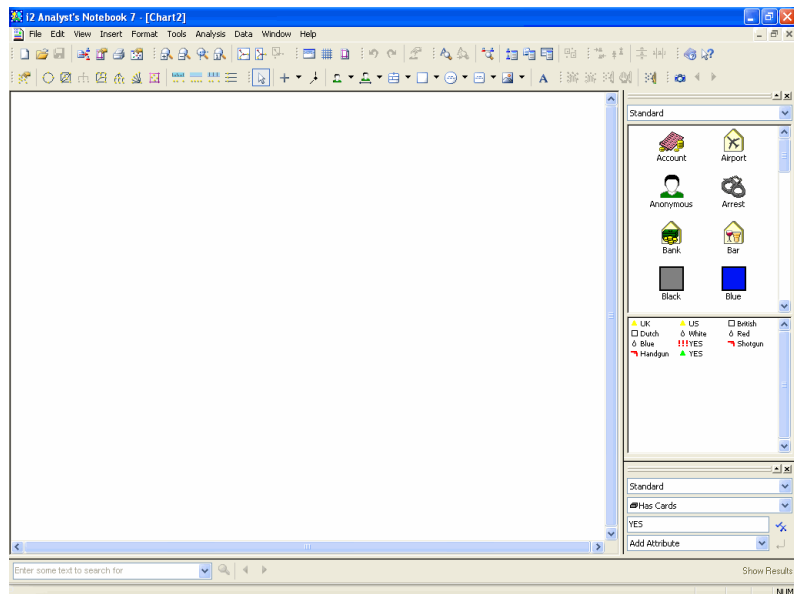 i2 Analyst's Notebook 7 - [Chart2]
File Edit View Insert Format Tools Analysis Data Window Help
A
Standard
Account Airport
Anonymous Arrest
Bank Bar
Black Blue
UK US British
Dutch White Red
Blue !!!YES Shotgun
Handgun YES
Standard
Has Cards
YES
Add Attribute
Enter some text to search for
Show Results
NUM